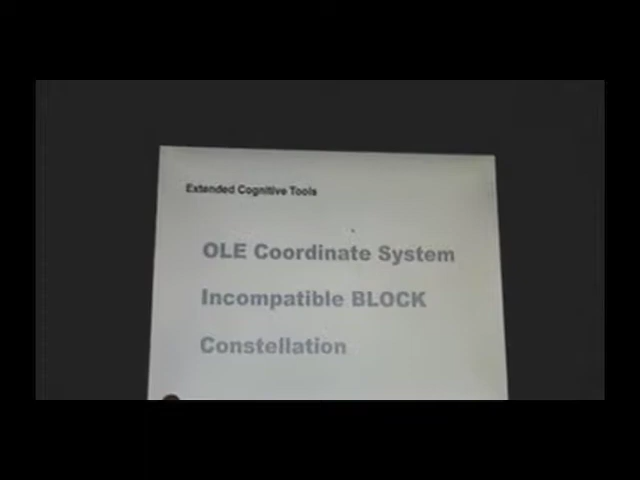 Extended Cognitive Tools
OLE Coordinate System
Incompatible BLOCK
Constellation